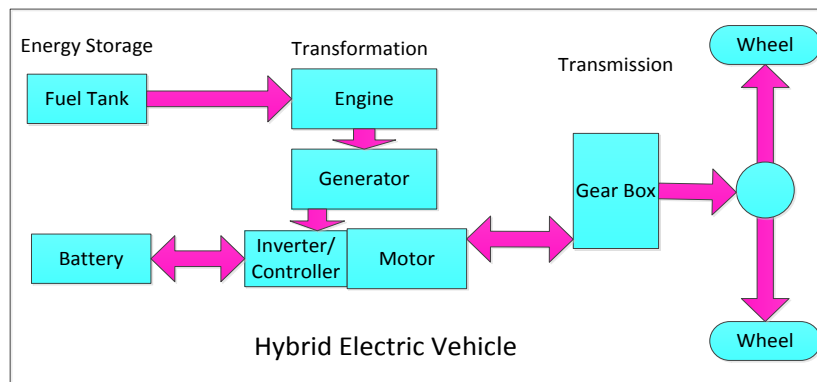 Energy Storage
Transformation
Transmission
Wheel
Fuel Tank
Engine
Generator
Gear Box
Battery
Inverter/
Controller
Motor
Wheel
Hybrid Electric Vehicle